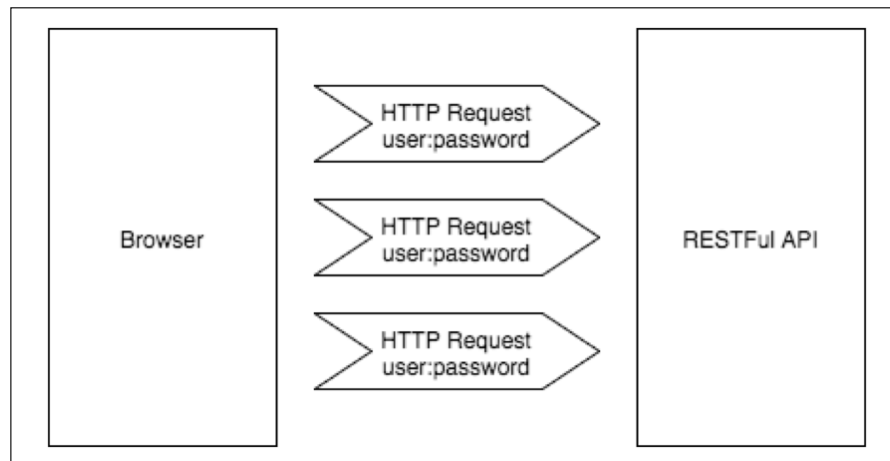 Browser
HTTP Request
user:password
HTTP Request
user:password
HTTP Request
user:password
RESTFul API